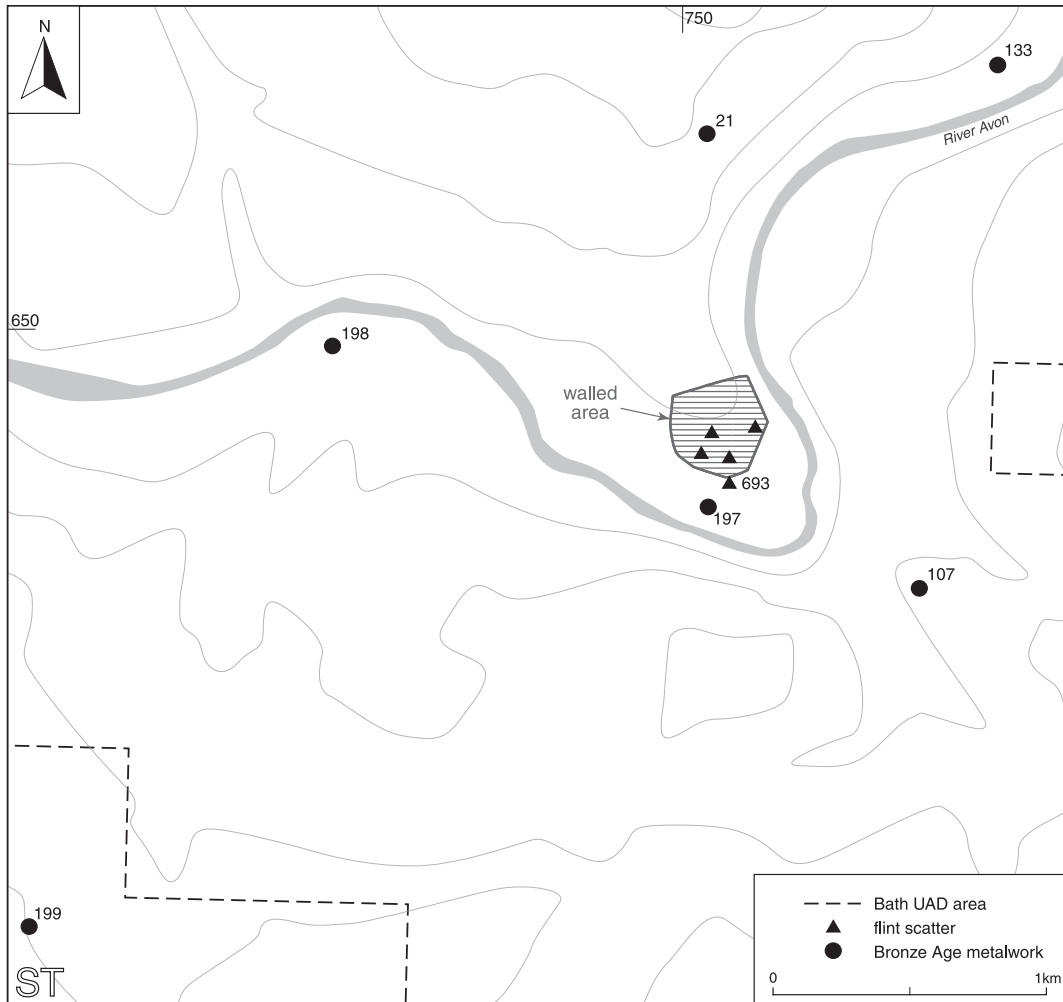 N
750
133
21
River Avon
650
198
walled
area
693
197
107
199
ST
Bath UAD area
flint scatter
Bronze Age metalwork
0
1km